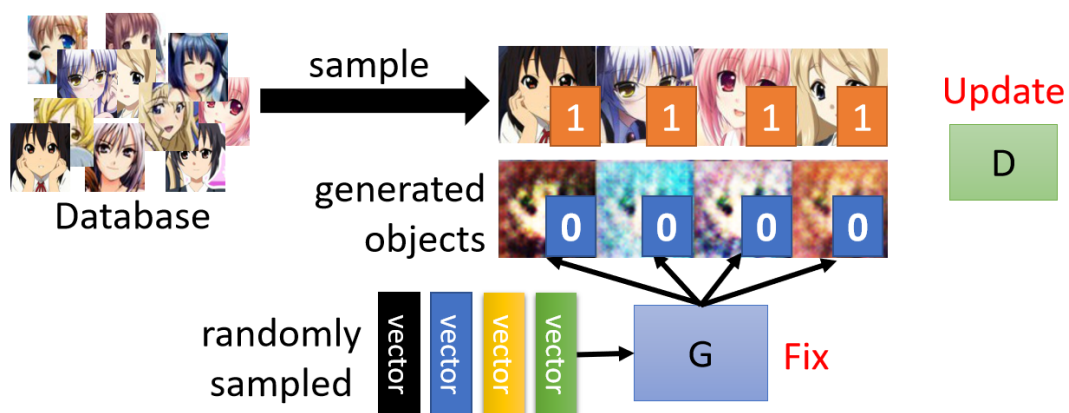 sample
1 1 1 1
Update
D
Database
generated
objects
0 0 0 0
randomly
sampled
vector vector vector vector
G
Fix